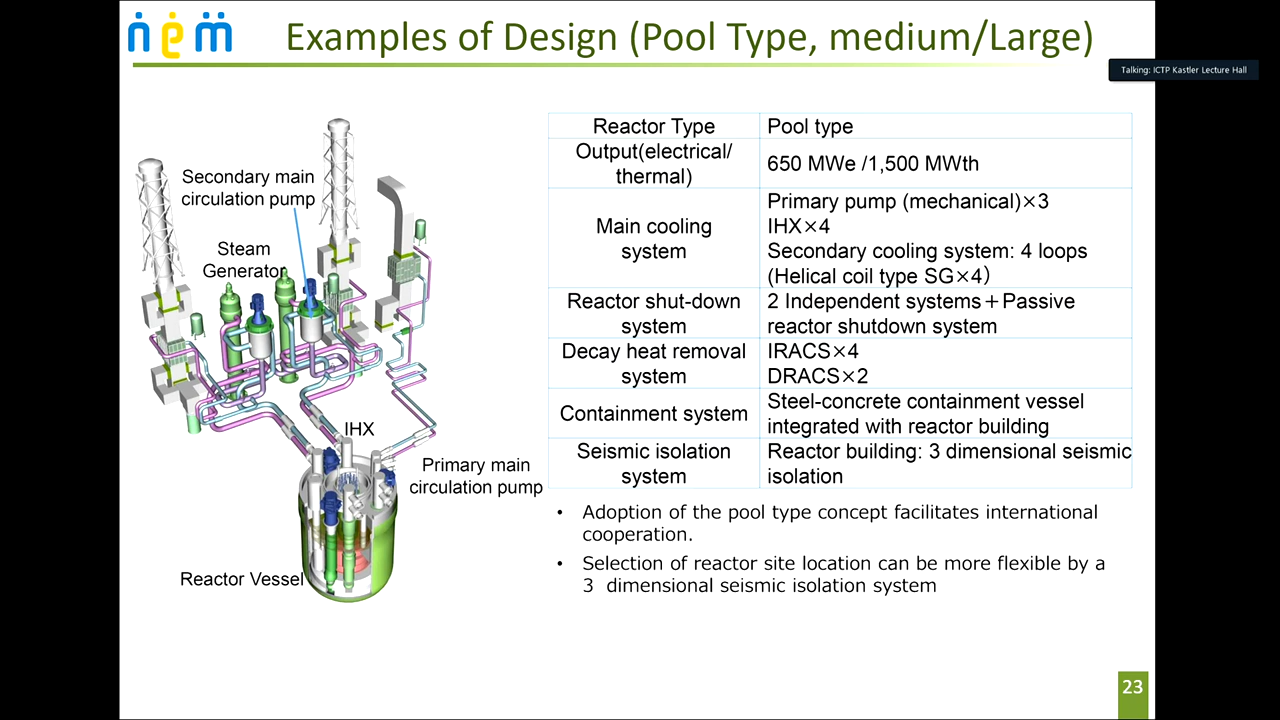 nem
Examples of Design (Pool Type, medium/Large)
Talking: ICTP Kastler Lecture Hall
Secondary main
circulation pump
Steam
Generator
IHX
Primary main
circulation pump
Reactor Vessel
Reactor Type
Pool type
Output(electrical/
thermal)
650 MWe /1,500 MWth
Main cooling
system
Primary pump (mechanical)×3
IHX×4
Secondary cooling system: 4 loops
(Helical coil type SG×4）
Reactor shut-down
system
2 Independent systems＋Passive
reactor shutdown system
Decay heat removal
system
IRACS×4
DRACS×2
Containment system
Steel-concrete containment vessel
integrated with reactor building
Seismic isolation
system
Reactor building: 3 dimensional seismic
isolation
• Adoption of the pool type concept facilitates international
cooperation.
• Selection of reactor site location can be more flexible by a
3 dimensional seismic isolation system
23